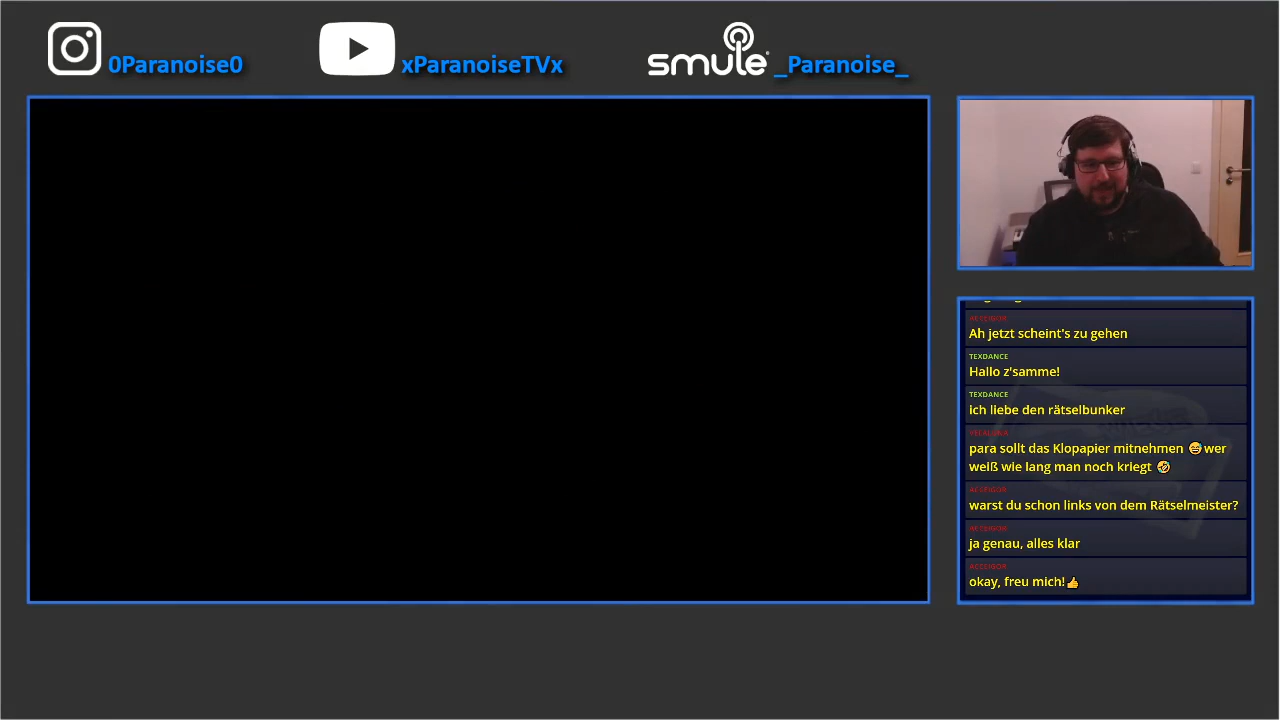 0Paranoise0
xParanoiseTVx
smule
_Paranoise_
Ah jetzt scheint's zu gehen
TEXDANCE
Hallo z'samme!
TEXDANCE
ich liebe den rätselbunker
para sollt das Klopapier mitnehmen 😅wer
weiß wie lang man noch kriegt 🤣
warst du schon links von dem Rätselmeister?
ja genau, alles klar
okay, freu mich!👍